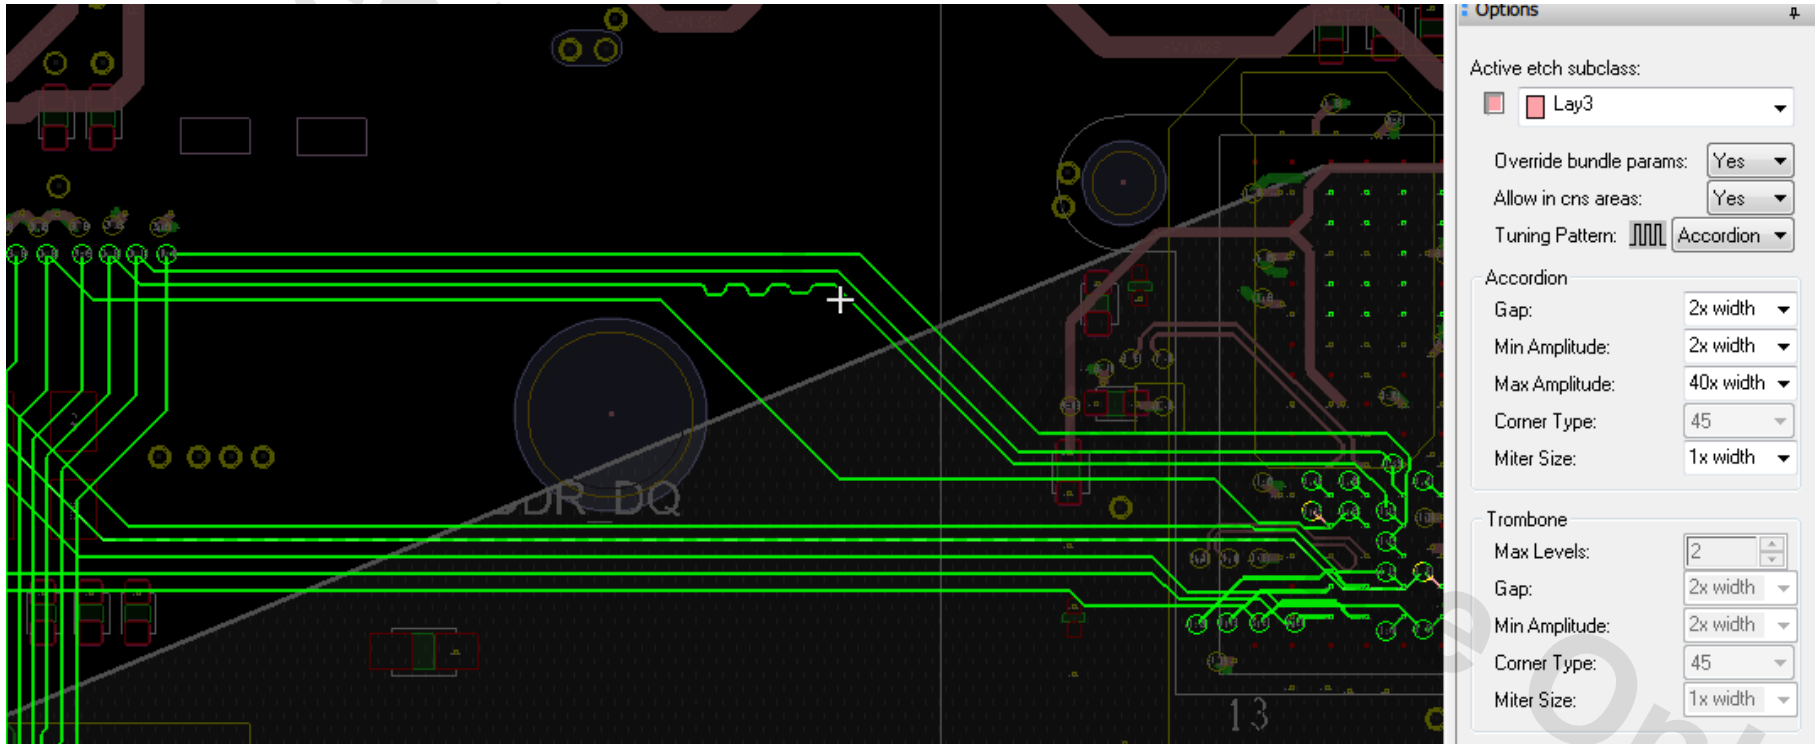 Options
Active etch subclass:
Lay3
Override bundle params: Yes
Allow in cns areas: Yes
Tuning Pattern: Accordion
Accordion
Gap: 2x width
Min Amplitude: 2x width
Max Amplitude: 40x width
Corner Type: 45
Miter Size: 1x width
Trombone
Max Levels: 2
Gap: 2x width
Min Amplitude: 2x width
Corner Type: 45
Miter Size: 1x width
DDR_DQ
13